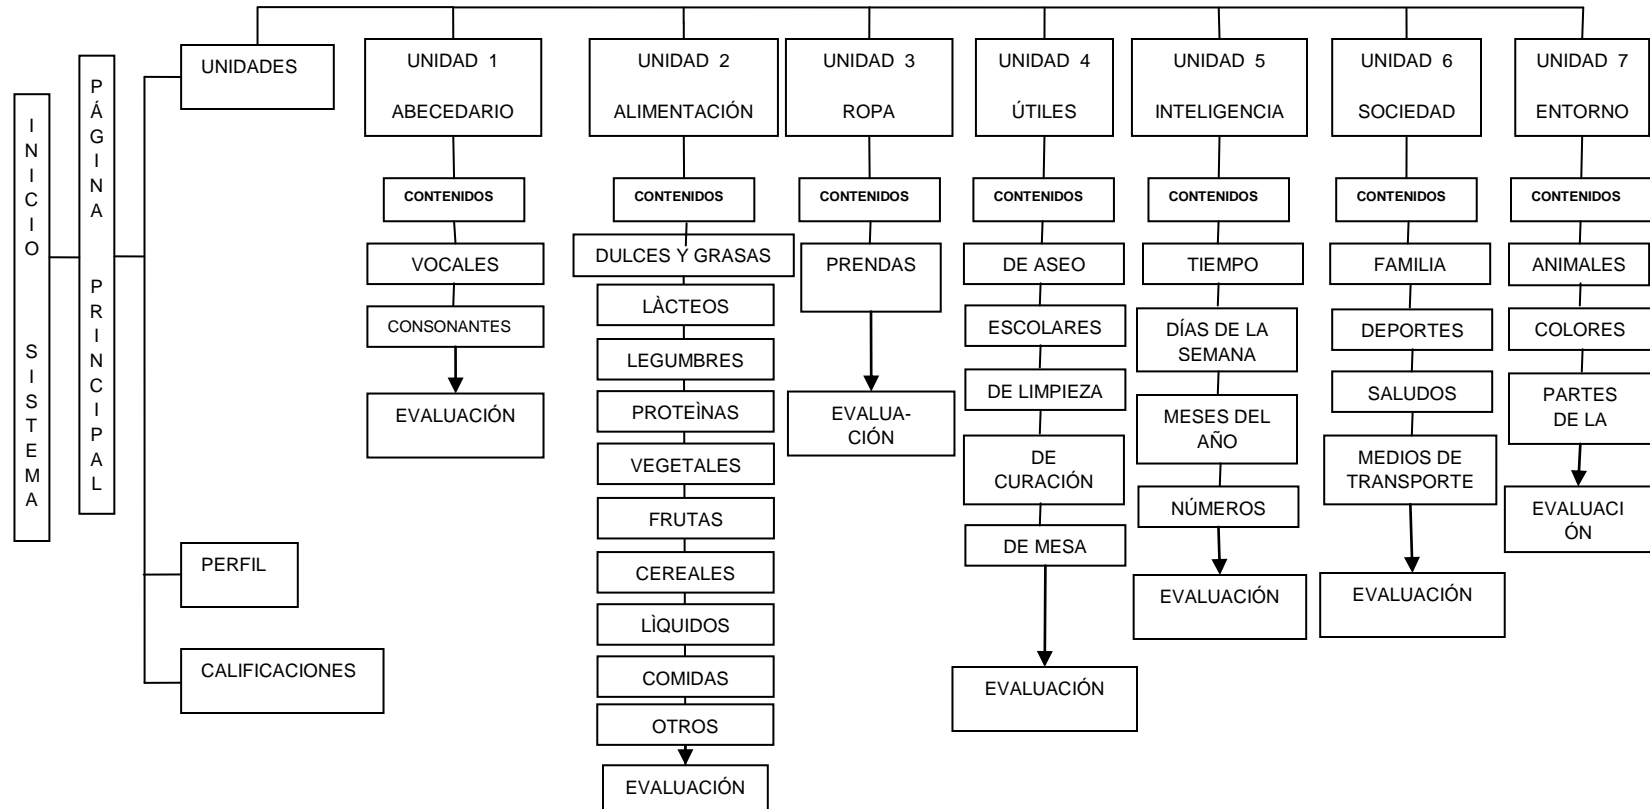 INICIO SISTEMA
PÁGINA PRINCIPAL
UNIDADES
PERFIL
CALIFICACIONES
UNIDAD 1
ABECEDARIO
CONTENIDOS
VOCALES
CONSONANTES
EVALUACIÓN
UNIDAD 2
ALIMENTACIÓN
CONTENIDOS
DULCES Y GRASAS
LÀCTEOS
LEGUMBRES
PROTEÌNAS
VEGETALES
FRUTAS
CEREALES
LÌQUIDOS
COMIDAS
OTROS
EVALUACIÓN
UNIDAD 3
ROPA
CONTENIDOS
PRENDAS
EVALUA-
CIÓN
UNIDAD 4
ÚTILES
CONTENIDOS
DE ASEO
ESCOLARES
DE LIMPIEZA
DE
CURACIÓN
DE MESA
EVALUACIÓN
UNIDAD 5
INTELIGENCIA
CONTENIDOS
TIEMPO
DÍAS DE LA
SEMANA
MESES DEL
AÑO
NÚMEROS
EVALUACIÓN
UNIDAD 6
SOCIEDAD
CONTENIDOS
FAMILIA
DEPORTES
SALUDOS
MEDIOS DE
TRANSPORTE
EVALUACIÓN
UNIDAD 7
ENTORNO
CONTENIDOS
ANIMALES
COLORES
PARTES
DE LA
EVALUACI
ÓN